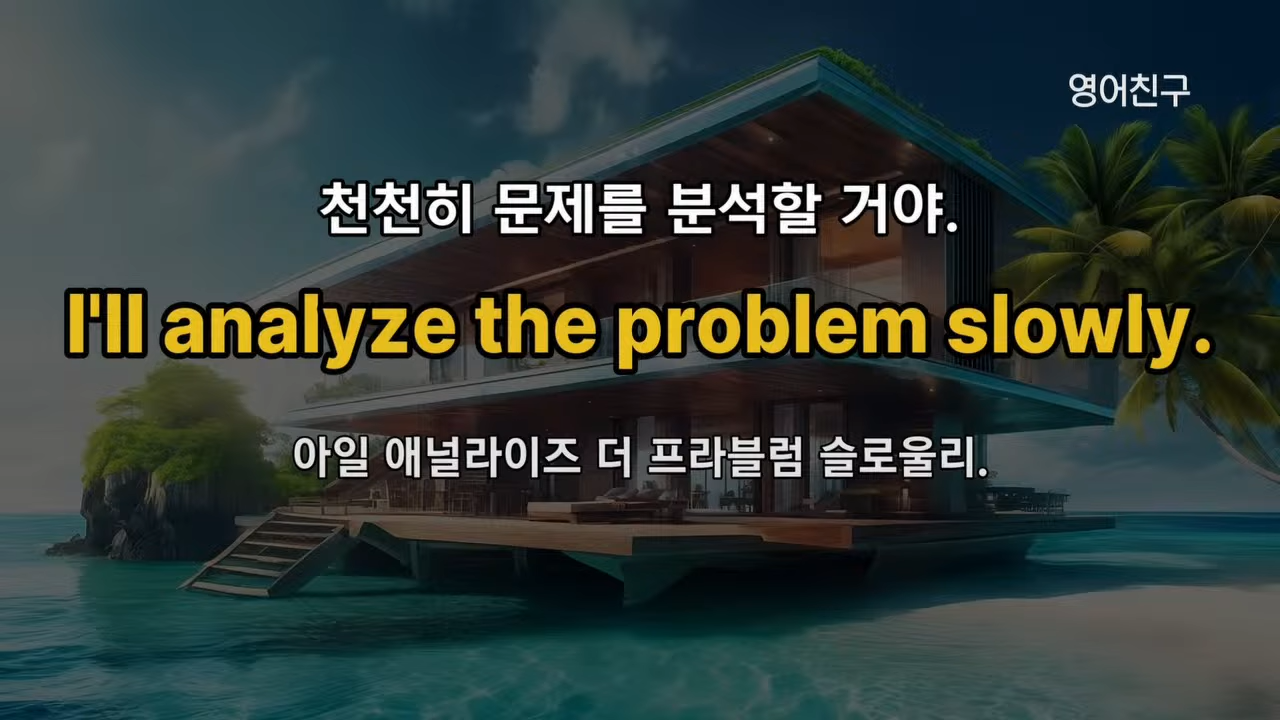 영어친구
천천히 문제를 분석할 거야.
I'll analyze the problem slowly.
아일 애널라이즈 더 프라블럼 슬로울리.